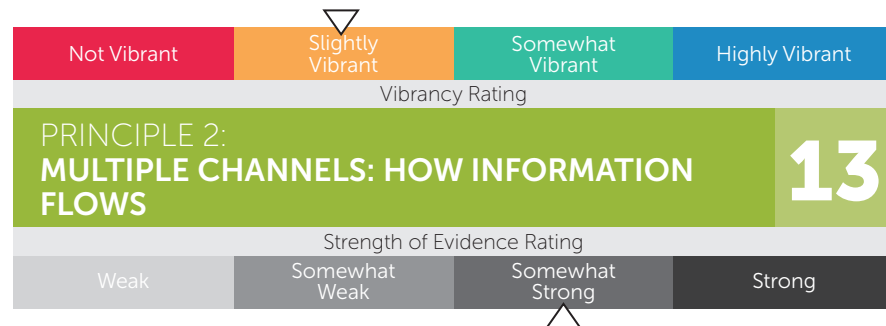 Not Vibrant
Slightly
Vibrant
Somewhat
Vibrant
Highly Vibrant
Vibrancy Rating
PRINCIPLE 2:
MULTIPLE CHANNELS: HOW INFORMATION
FLOWS
13
Strength of Evidence Rating
Weak
Somewhat
Weak
Somewhat
Strong
Strong